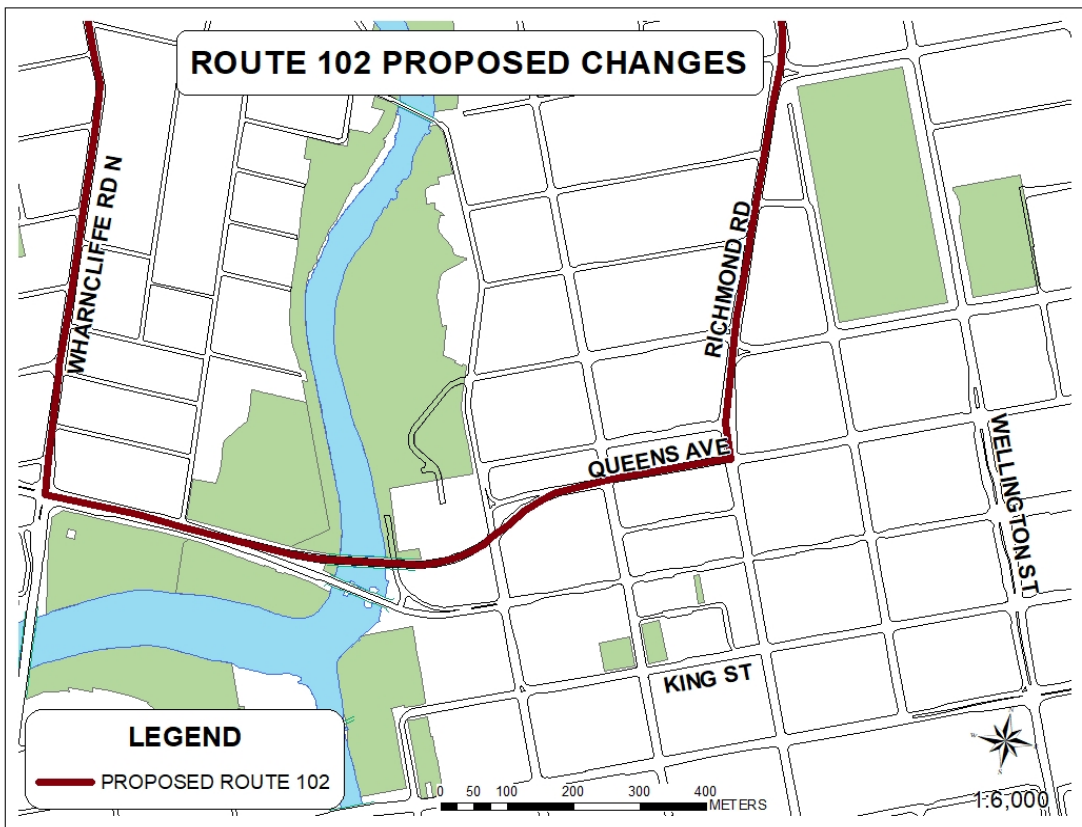 ROUTE 102 PROPOSED CHANGES
WHARNCLIFFE RD N
RICHMOND RD
QUEENS AVE
WELLINGTON ST
KING ST
LEGEND
PROPOSED ROUTE 102
0 50 100 200 300 400
METERS
1:6,000